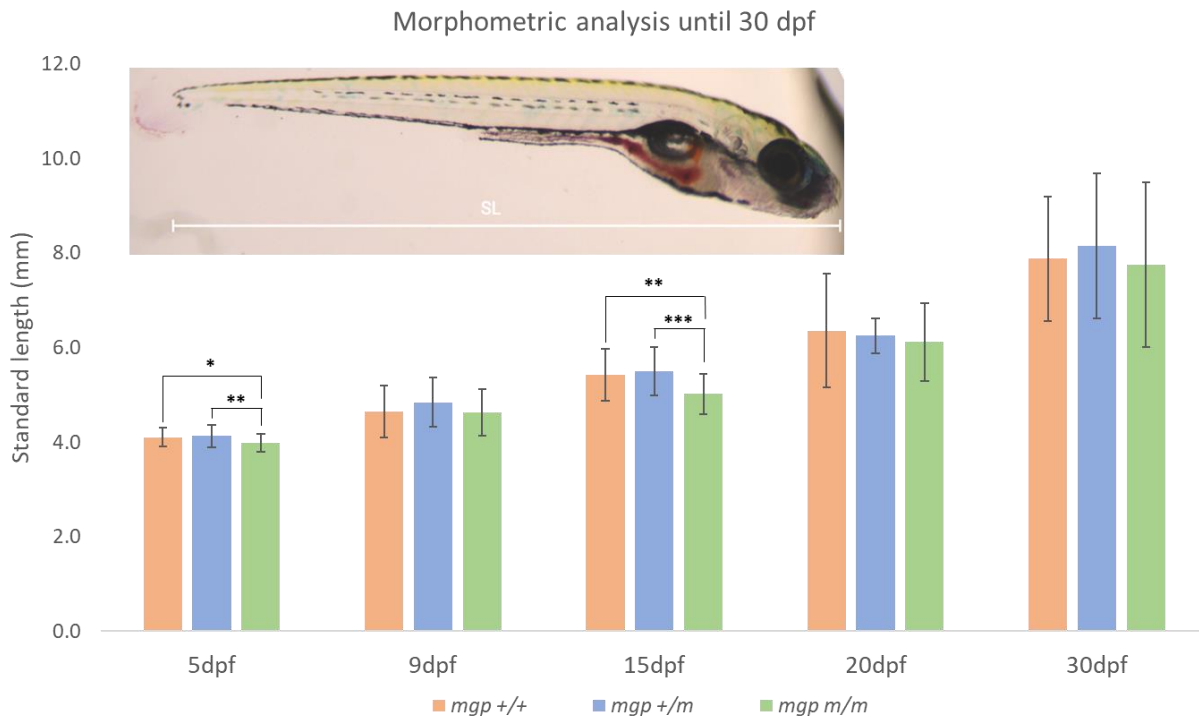 Morphometric analysis until 30 dpf
12.0
10.0
8.0
6.0
4.0
2.0
0.0
Standard length (mm)
SL
*
**
**
***
5dpf 9dpf 15dpf 20dpf 30dpf
mgp +/+ mgp +/m mgp m/m